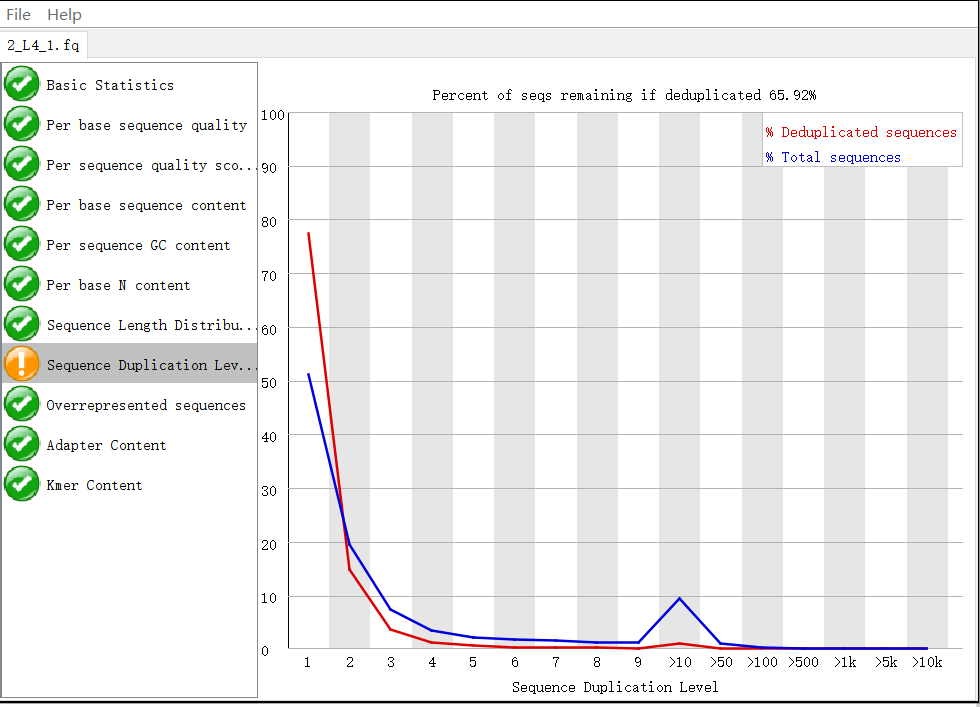 File Help
2_L4_1.fq
Basic Statistics
Per base sequence quality
Per sequence quality sco...
Per base sequence content
Per sequence GC content
Per base N content
Sequence Length Distribu...
Sequence Duplication Lev...
Overrepresented sequences
Adapter Content
Kmer Content
Percent of seqs remaining if deduplicated 65.92%
% Deduplicated sequences
% Total sequences
100
90
80
70
60
50
40
30
20
10
0
1 2 3 4 5 6 7 8 9 >10 >50 >100 >500 >1k >5k >10k
Sequence Duplication Level